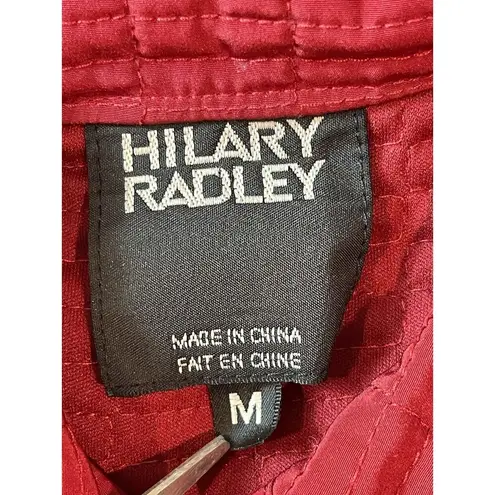 HILARY
RADLEY
MADE IN CHINA
FAIT EN CHINE
M